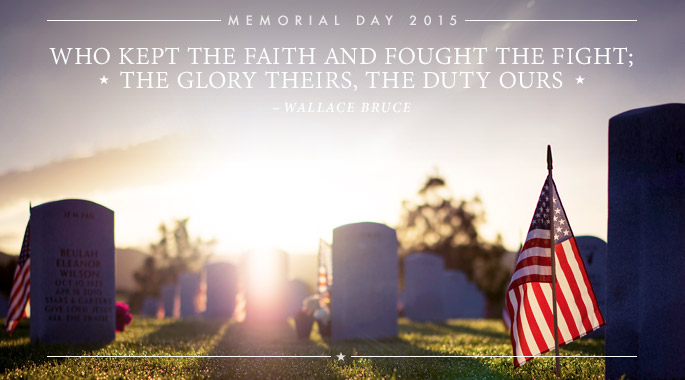 MEMORIAL DAY 2015
WHO KEPT THE FAITH AND FOUGHT THE FIGHT;
THE GLORY THEIRS, THE DUTY OURS
– WALLACE BRUCE
BEULAH
ELEANOR
WILSON